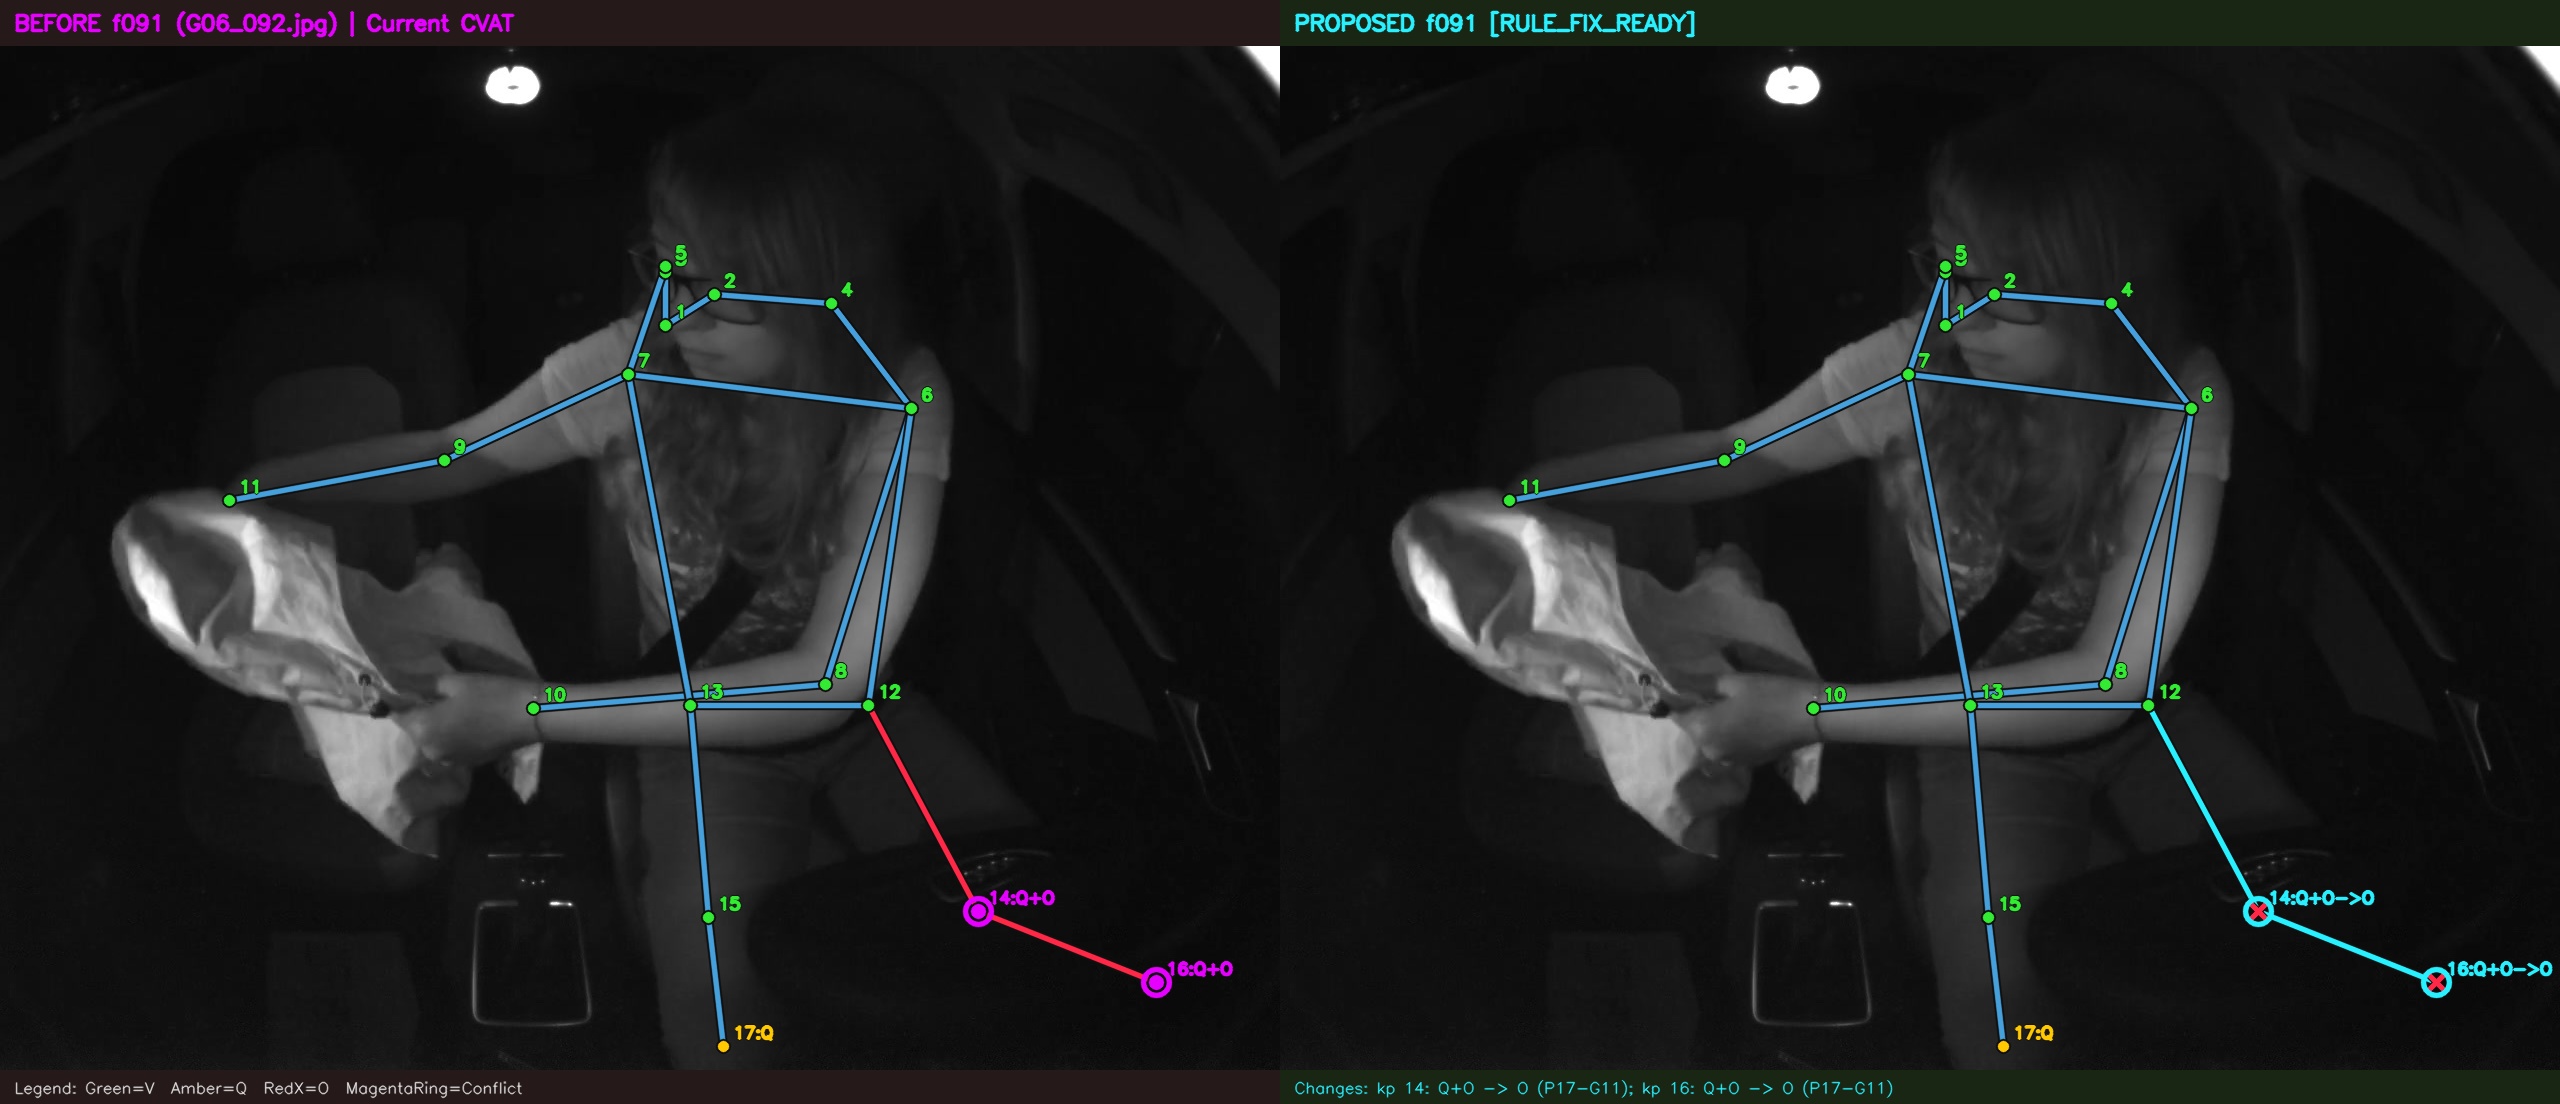 BEFORE f091 (G06_092.jpg) | Current CVAT
PROPOSED f091 [RULE_FIX_READY]
5
2
4
1
7
6
9
11
8
10
13
12
14:Q+O
15
16:Q+O
17:Q
5
2
4
1
7
6
9
11
8
10
13
12
14:Q+O->O
15
16:Q+O->O
17:Q
Legend: Green=V Amber=Q RedX=O MagentaRing=Conflict
Changes: kp 14: Q+O -> O (P17-G11); kp 16: Q+O -> O (P17-G11)